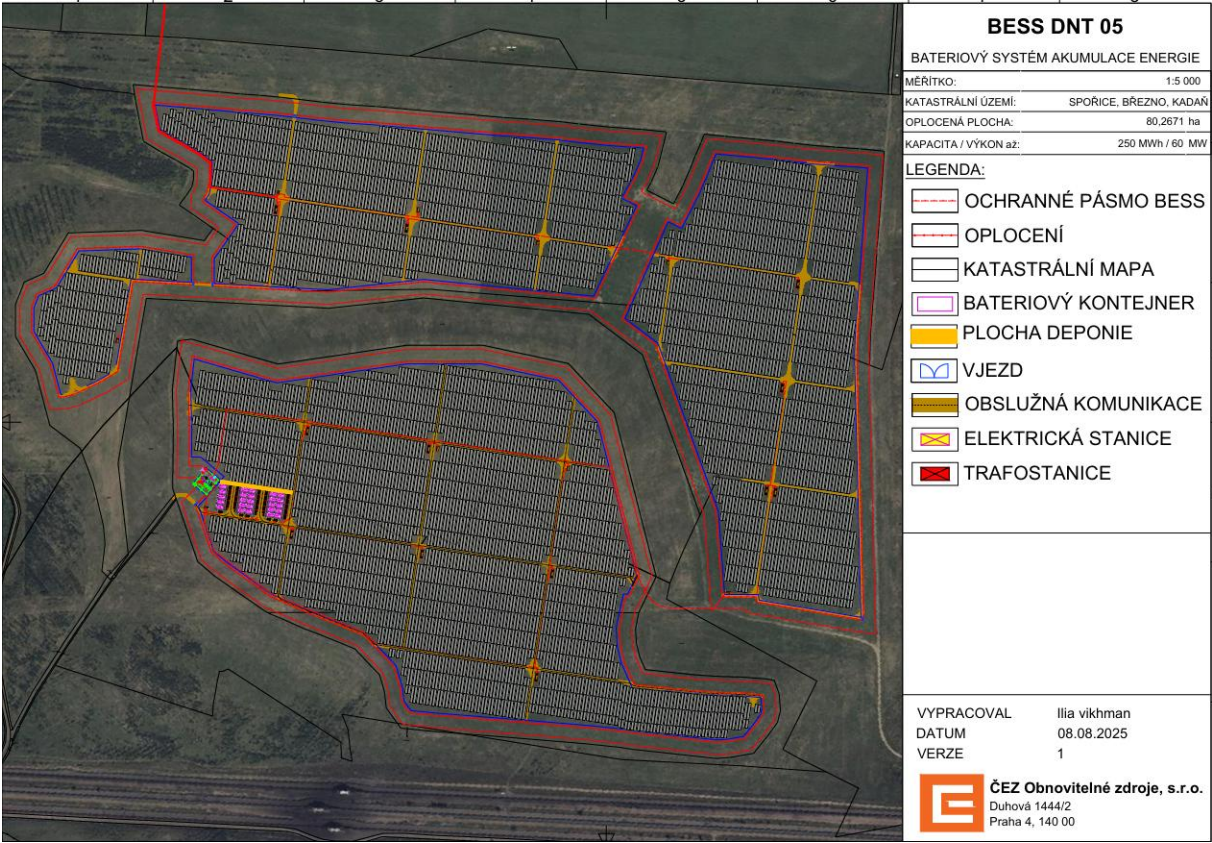 BESS DNT 05
BATERIOVÝ SYSTÉM AKUMULACE ENERGIE
MĚŘÍTKO: 1:5 000
KATASTRÁLNÍ ÚZEMÍ: SPOŘICE, BŘEZNO, KADAŇ
OPLOCENÁ PLOCHA: 80,2671 ha
KAPACITA / VÝKON až: 250 MWh / 60 MW
LEGENDA:
OCHRANNÉ PÁSMO BESS
OPLOCENÍ
KATASTRÁLNÍ MAPA
BATERIOVÝ KONTEJNER
PLOCHA DEPONIE
VJEZD
OBSLUŽNÁ KOMUNIKACE
ELEKTRICKÁ STANICE
TRAFOSTANICE
VYPRACOVAL Ilia vikhman
DATUM 08.08.2025
VERZE 1
ČEZ Obnovitelné zdroje, s.r.o.
Duhová 1444/2
Praha 4, 140 00